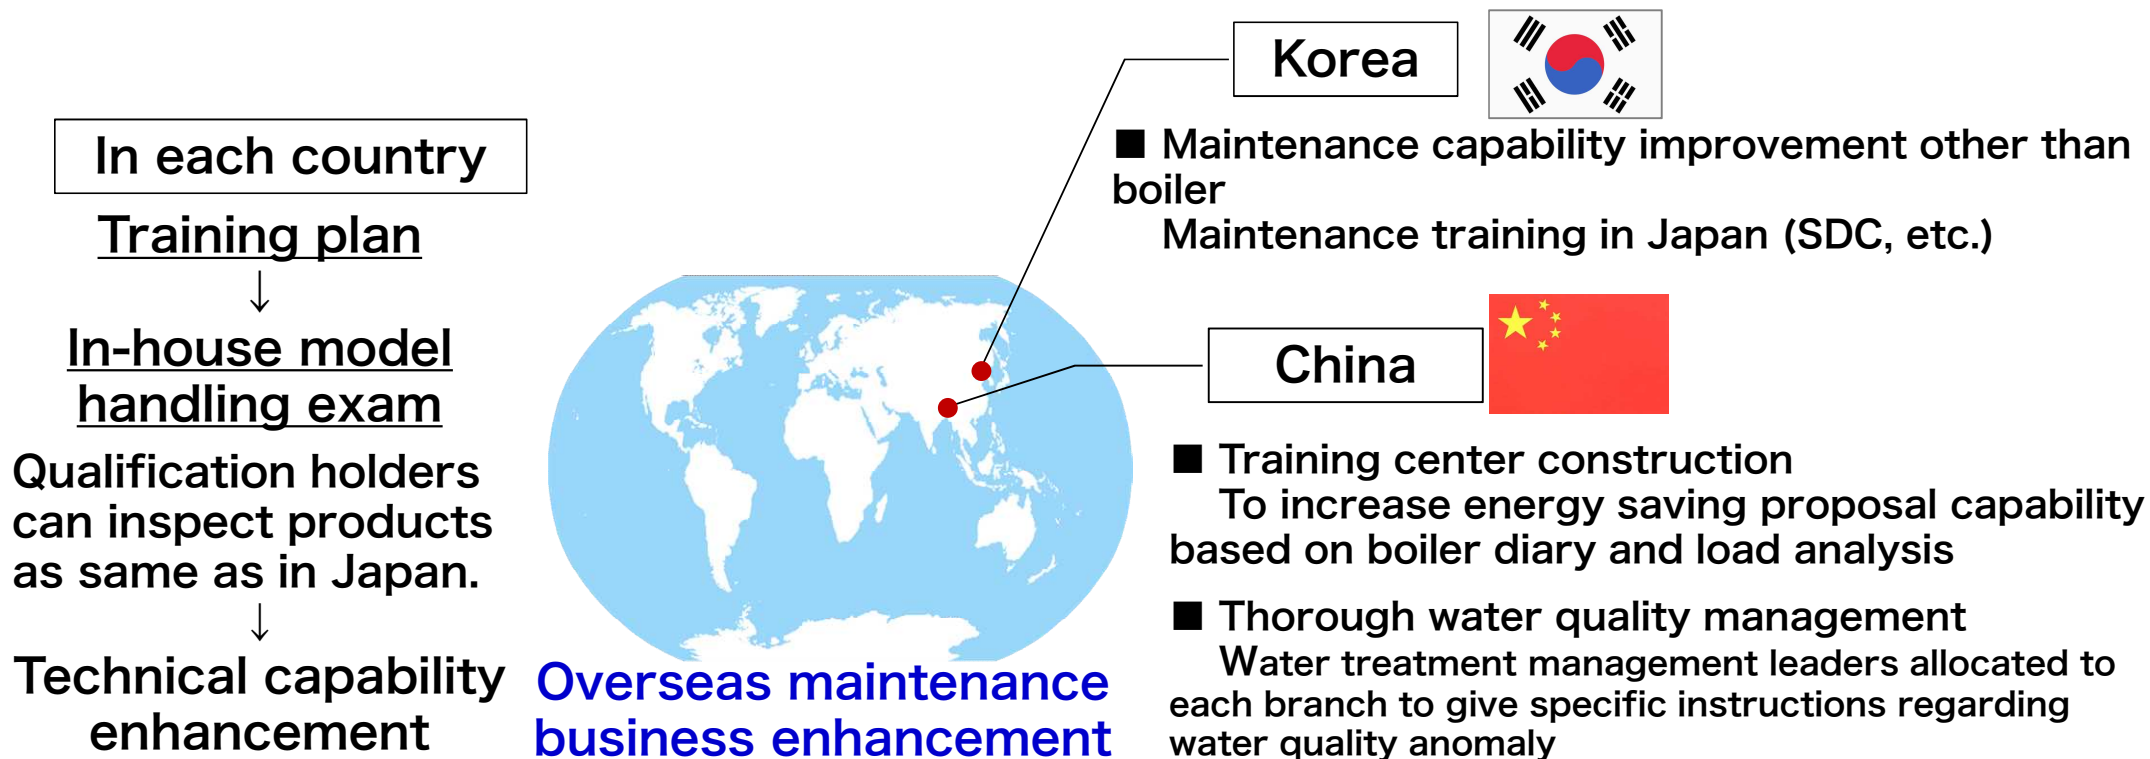 In each country
Training plan
↓
In-house model
handling exam
Qualification holders
can inspect products
as same as in Japan.
↓
Technical capability
enhancement
Overseas maintenance
business enhancement
Korea
■ Maintenance capability improvement other than
boiler
Maintenance training in Japan (SDC, etc.)
China
■ Training center construction
To increase energy saving proposal capability
based on boiler diary and load analysis
■ Thorough water quality management
Water treatment management leaders allocated to
each branch to give specific instructions regarding
water quality anomaly